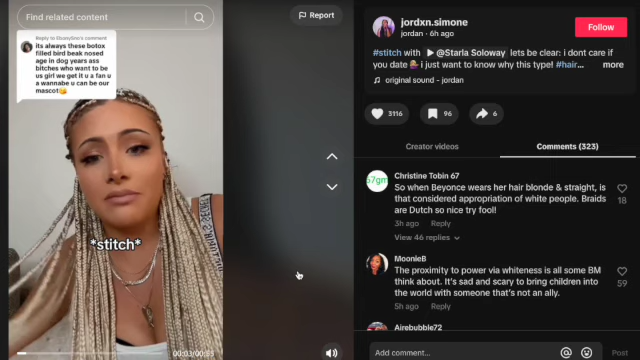 Find related content
Report
Reply to EbonySire's comment
its always these botox
filled bird beak nosed
age in dog years ass
bitches who want to be
us girl we get it u a fan u
a wannabe u can be our
mascot😘
*stitch*
00:03/00:55
jordxn.simone
jordan · 6h ago
Follow
#stitch with ▶ @Starla Soloway lets be clear: i dont care if
you date 💁🏽 i just want to know why this type! #hair... more
♫ original sound - jordan
3116
96
6
Creator videos
Comments (323)
67gm
Christine Tobin 67
So when Beyonce wears her hair blonde & straight, is
that considered appropriation of white people. Braids
are Dutch so nice try fool!
18
3h ago Reply
View 46 replies
MoonieB
The proximity to power via whiteness is all some BM
think about. It's sad and scary to bring children into
the world with someone that's not an ally.
59
5h ago Reply
Airebubble72
Add comment...
@
Post